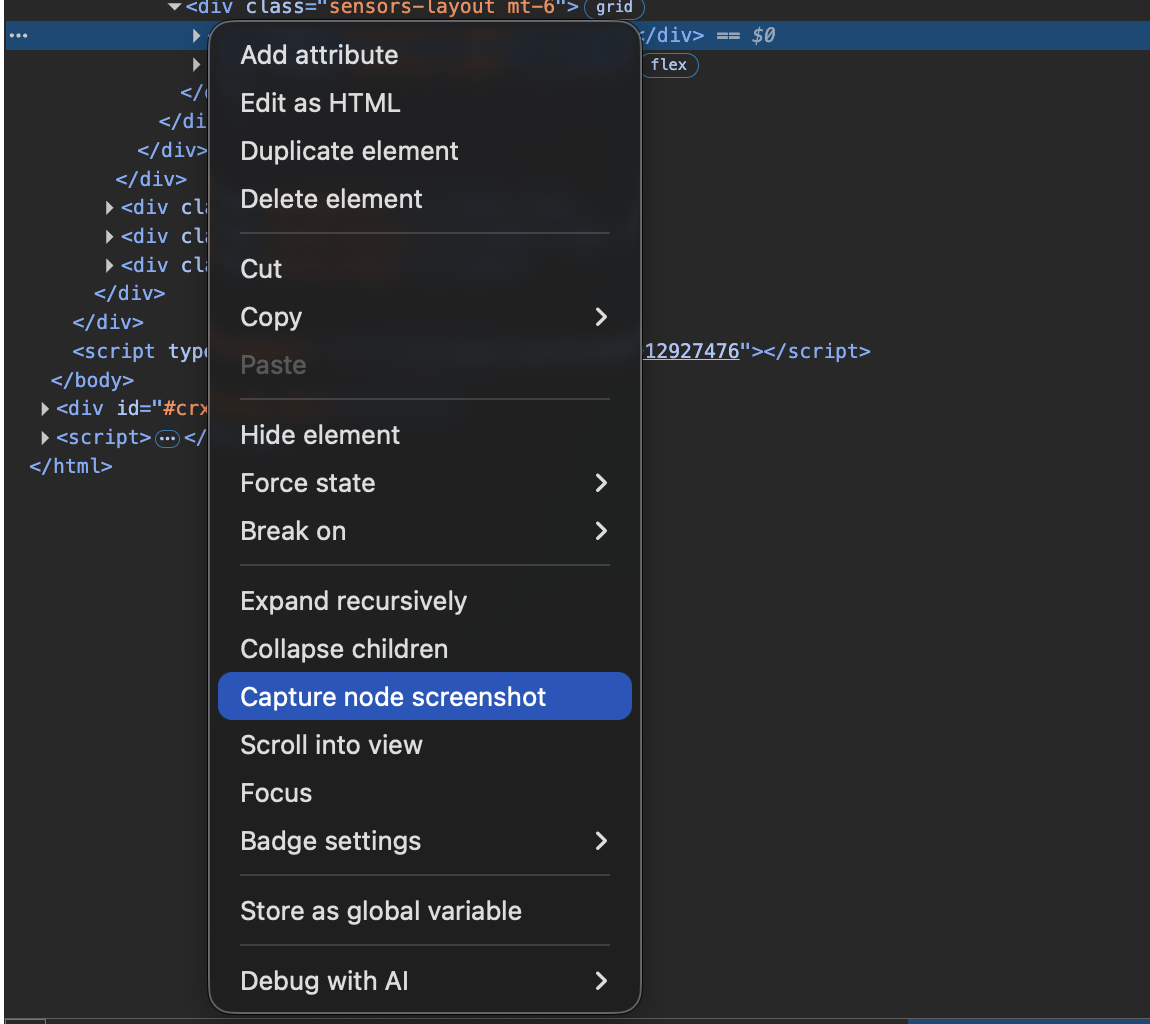 <div class="sensors-layout mt-6"> grid
</div> == $0
flex
</
</di
</div>
</div>
<div cla
<div cla
<div cla
</div>
</div>
<script typ 12927476"></script>
</body>
<div id="#crx
<script> </
</html>
Add attribute
Edit as HTML
Duplicate element
Delete element
Cut
Copy
Paste
Hide element
Force state
Break on
Expand recursively
Collapse children
Capture node screenshot
Scroll into view
Focus
Badge settings
Store as global variable
Debug with AI